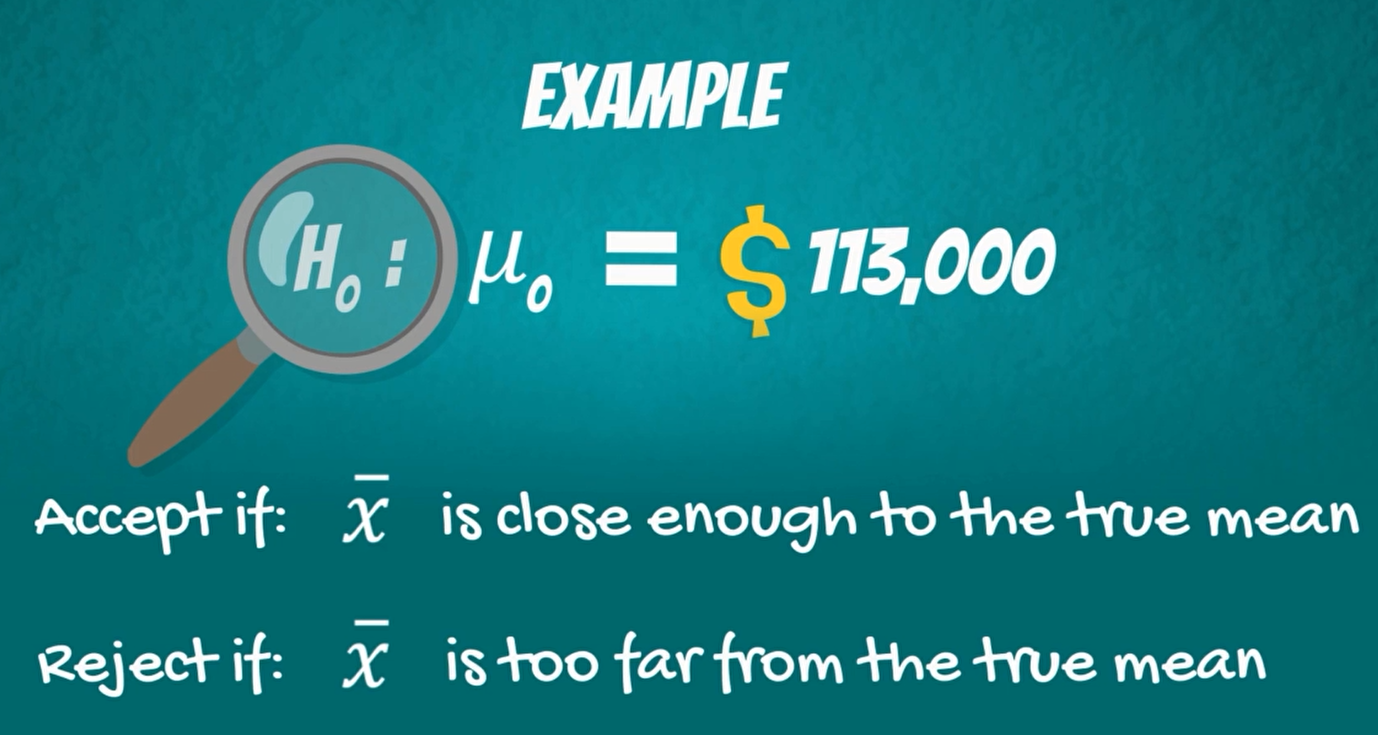 EXAMPLE
H₀ : μ₀ = $ 113,000
Accept if: x̄ is close enough to the true mean
Reject if: x̄ is too far from the true mean